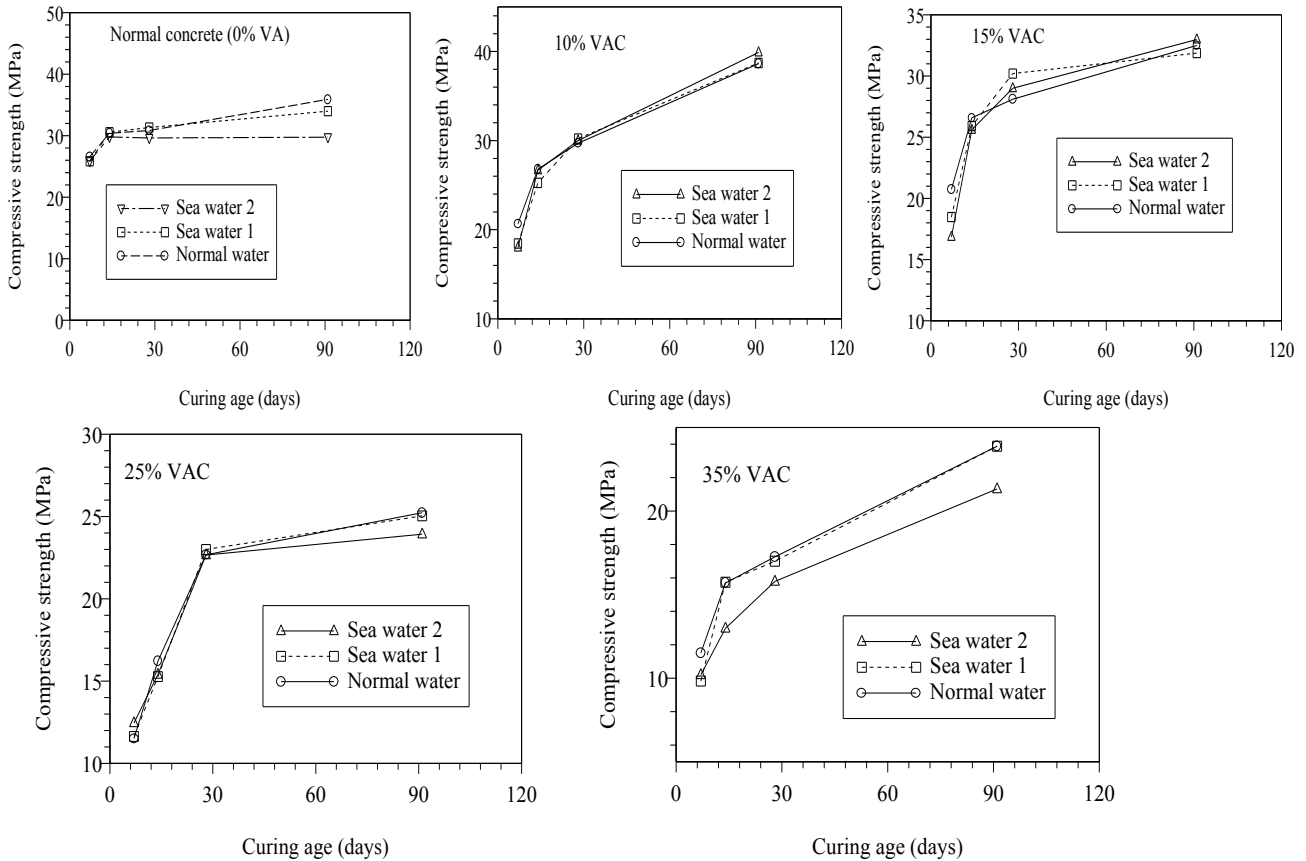 Normal concrete (0% VA)
Compressive strength (MPa)
50
40
30
20
10
0
Sea water 2
Sea water 1
Normal water
0
30
60
90
120
Curing age (days)
10% VAC
Compressive strength (MPa)
40
30
20
10
Sea water 2
Sea water 1
Normal water
0
30
60
90
120
Curing age (days)
15% VAC
Compressive strength (MPa)
35
30
25
20
15
10
Sea water 2
Sea water 1
Normal water
0
30
60
90
120
Curing age (days)
25% VAC
Compressive strength (MPa)
30
25
20
15
10
Sea water 2
Sea water 1
Normal water
0
30
60
90
120
Curing age (days)
35% VAC
Compressive strength (MPa)
20
10
Sea water 2
Sea water 1
Normal water
0
30
60
90
120
Curing age (days)